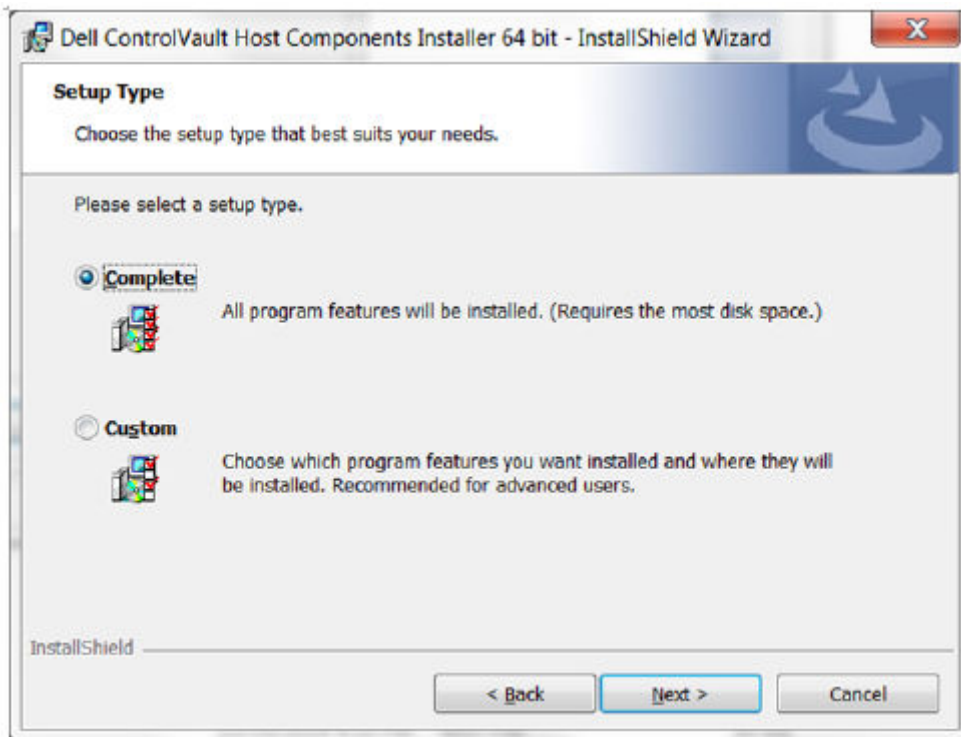 Dell ControlVault Host Components Installer 64 bit - InstallShield Wizard
Setup Type
Choose the setup type that best suits your needs.
Please select a setup type.
Complete
All program features will be installed. (Requires the most disk space.)
Custom
Choose which program features you want installed and where they will
be installed. Recommended for advanced users.
InstallShield
< Back
Next >
Cancel